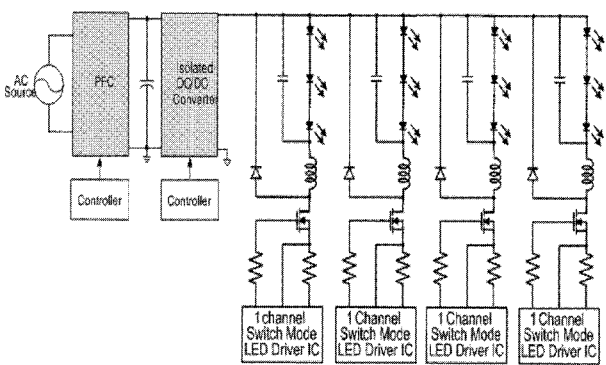 AC
Source
PFC
Isolated
DC/DC
Converter
Controller
Controller
1 channel
Switch Mode
LED Driver IC
1 Channel
Switch Mode
LED Driver IC
1 Channel
Switch Mode
LED Driver IC
1 Channel
Switch Mode
LED Driver IC